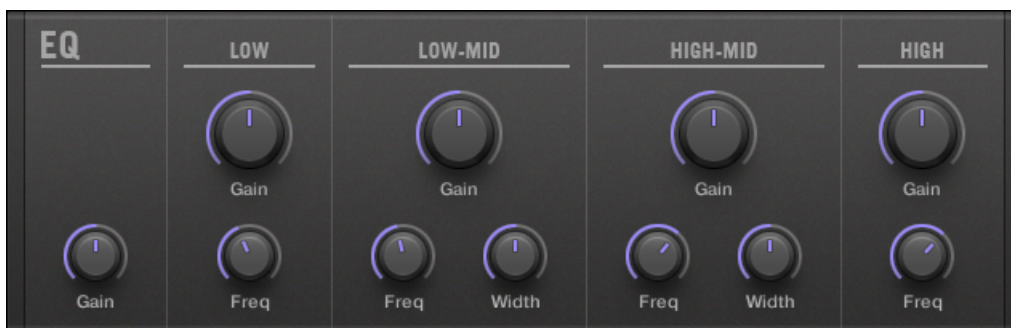 EQ
LOW
LOW-MID
HIGH-MID
HIGH
Gain
Gain
Gain
Gain
Gain
Freq
Freq
Width
Freq
Width
Freq